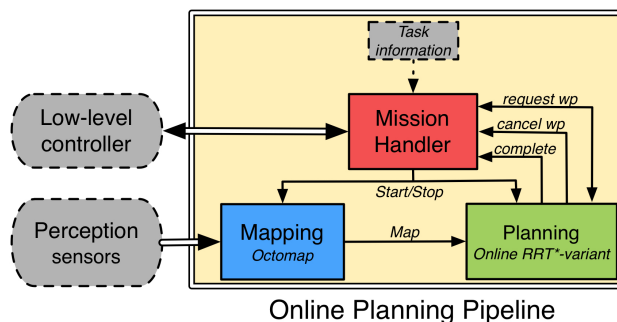 Task
information
Low-level
controller
Mission
Handler
request wp
cancel wp
complete
Start/Stop
Perception
sensors
Mapping
Octomap
Map
Planning
Online RRT*-variant
Online Planning Pipeline